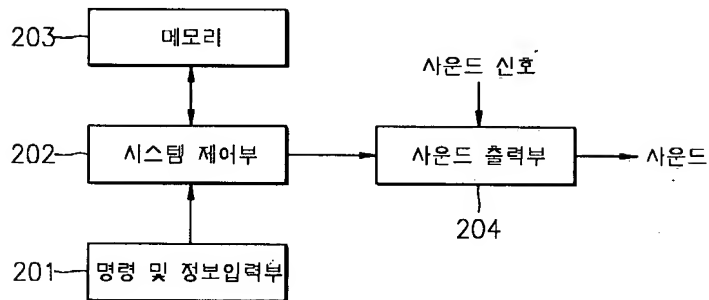 203
메모리
사운드 신호
202
시스템 제어부
사운드 출력부
사운드
204
201
명령 및 정보입력부